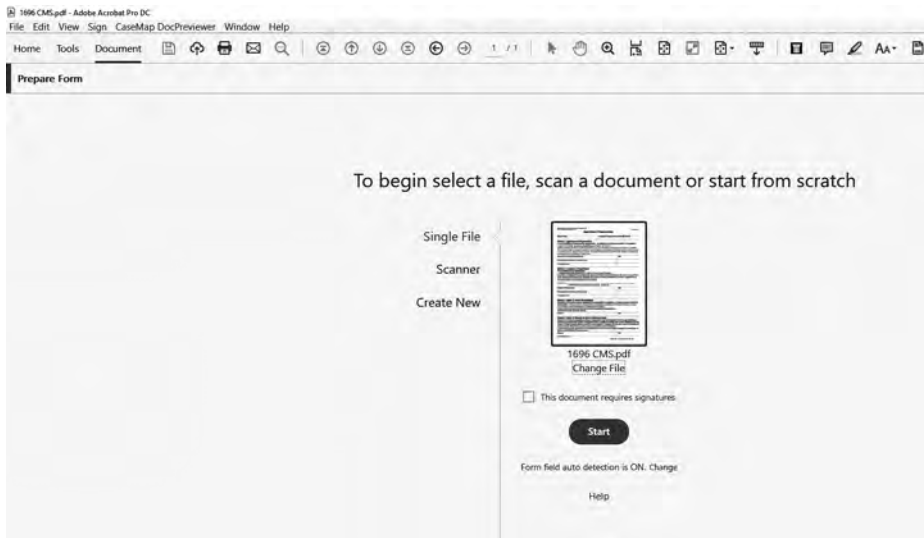 1696 CMS.pdf - Adobe Acrobat Pro DC
File Edit View Sign CaseMap DocPreviewer Window Help
Home Tools Document 1 / 1 AA
Prepare Form
To begin select a file, scan a document or start from scratch
Single File
Scanner
Create New
1696 CMS.pdf
Change File
This document requires signatures
Start
Form field auto detection is ON. Change
Help